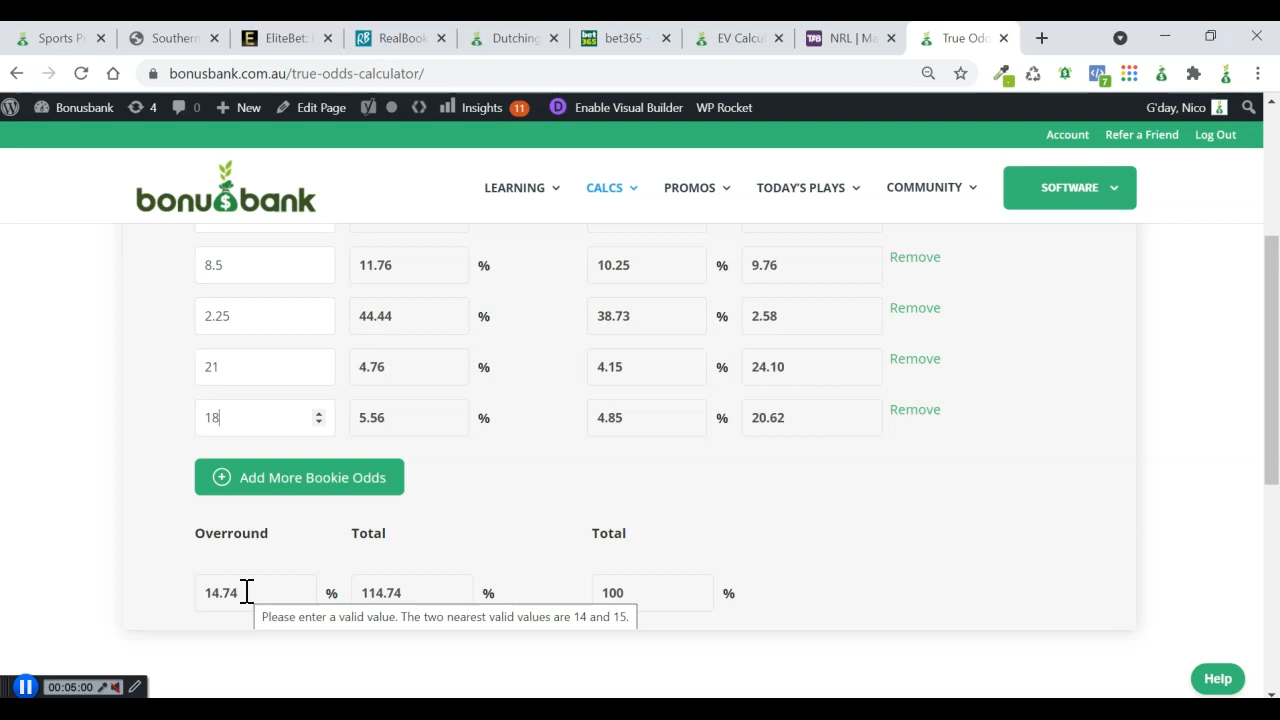 Sports Pr
Southern
EliteBet:
RealBook
Dutching
bet365 -
EV Calcu
NRL | Ma
True Odd
bonusbank.com.au/true-odds-calculator/
7
Bonusbank 4 0 New Edit Page Insights 11 Enable Visual Builder WP Rocket G'day, Nico
Account Refer a Friend Log Out
bonusbank LEARNING CALCS PROMOS TODAY'S PLAYS COMMUNITY SOFTWARE
8.5 11.76 % 10.25 % 9.76 Remove
2.25 44.44 % 38.73 % 2.58 Remove
21 4.76 % 4.15 % 24.10 Remove
18 5.56 % 4.85 % 20.62 Remove
Add More Bookie Odds
Overround Total Total
14.74 % 114.74 % 100 %
Please enter a valid value. The two nearest valid values are 14 and 15.
Help
00:05:00